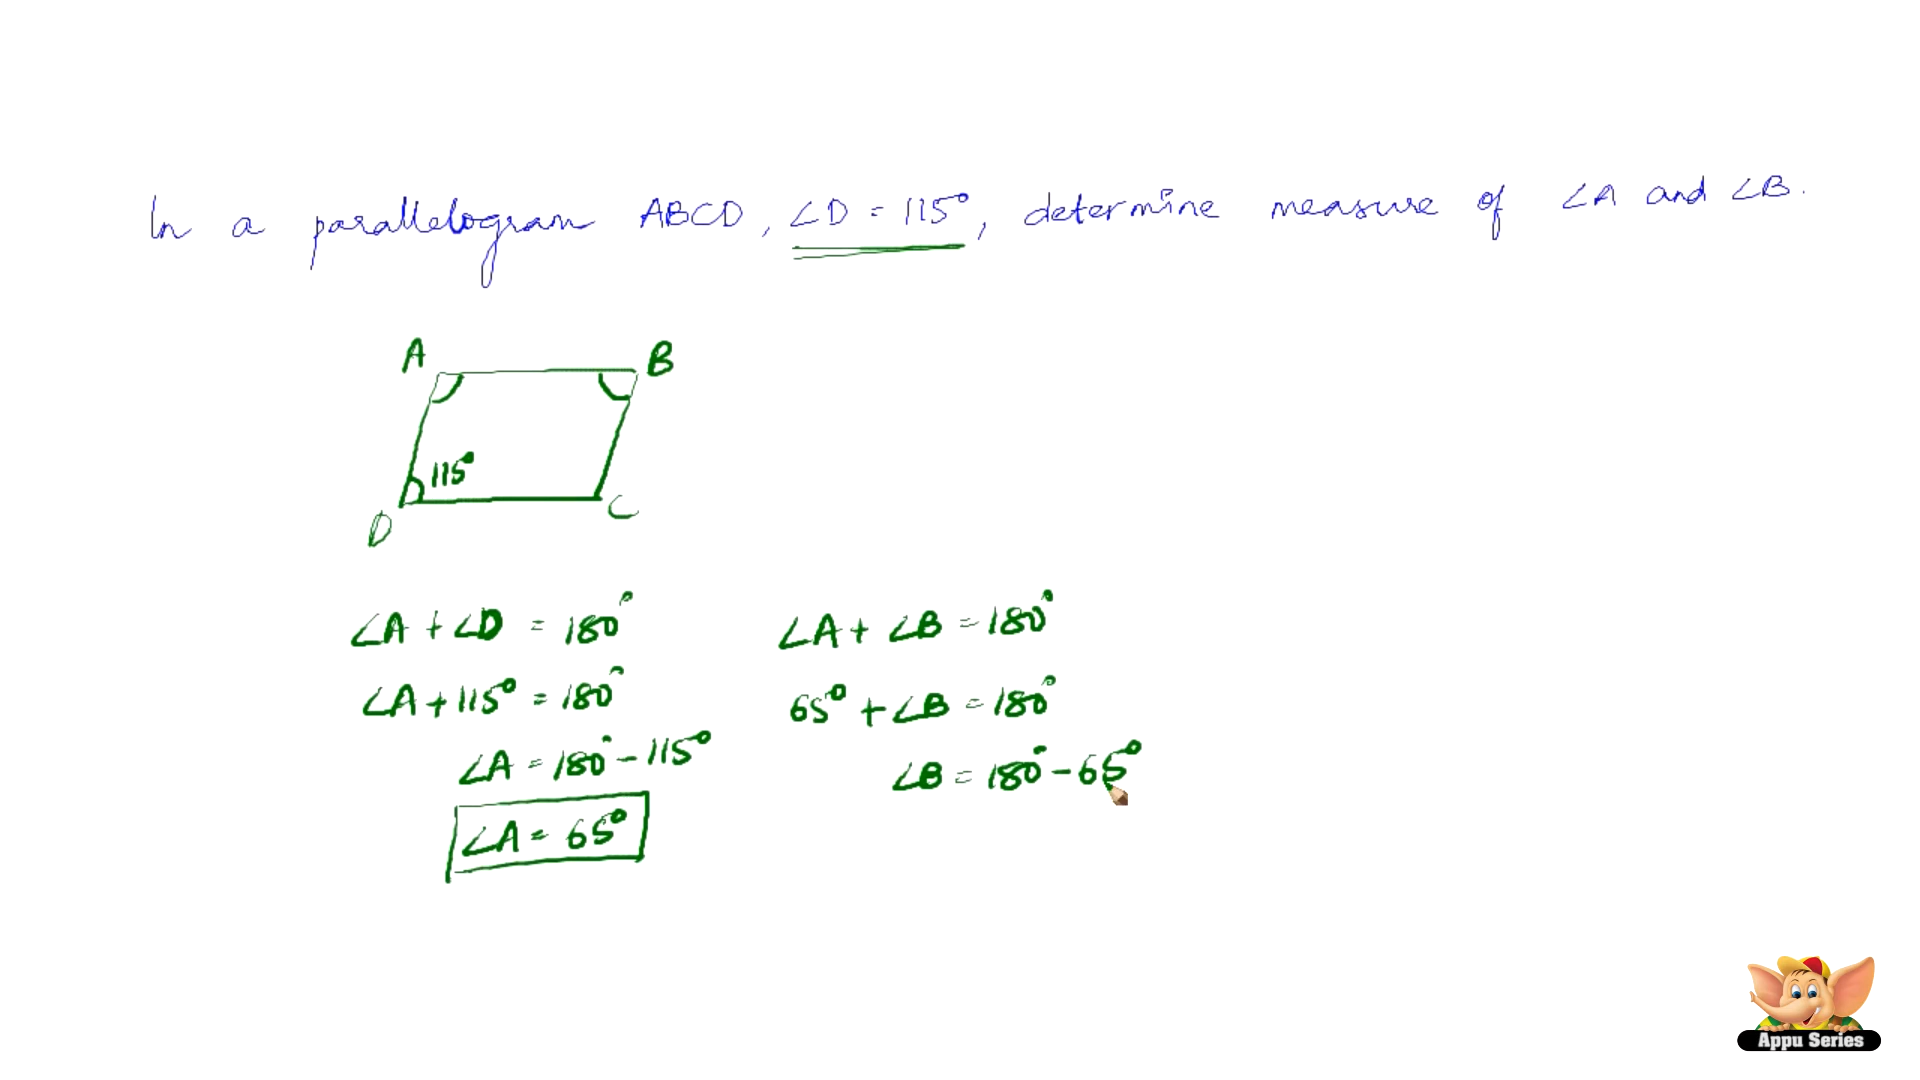 In a parallelogram ABCD, ∠D = 115°, determine measure of ∠A and ∠B.
A B
115°
D C
∠A + ∠D = 180°
∠A + 115° = 180°
∠A = 180° - 115°
∠A = 65°
∠A + ∠B = 180°
65° + ∠B = 180°
∠B = 180° - 65°
Appu Series